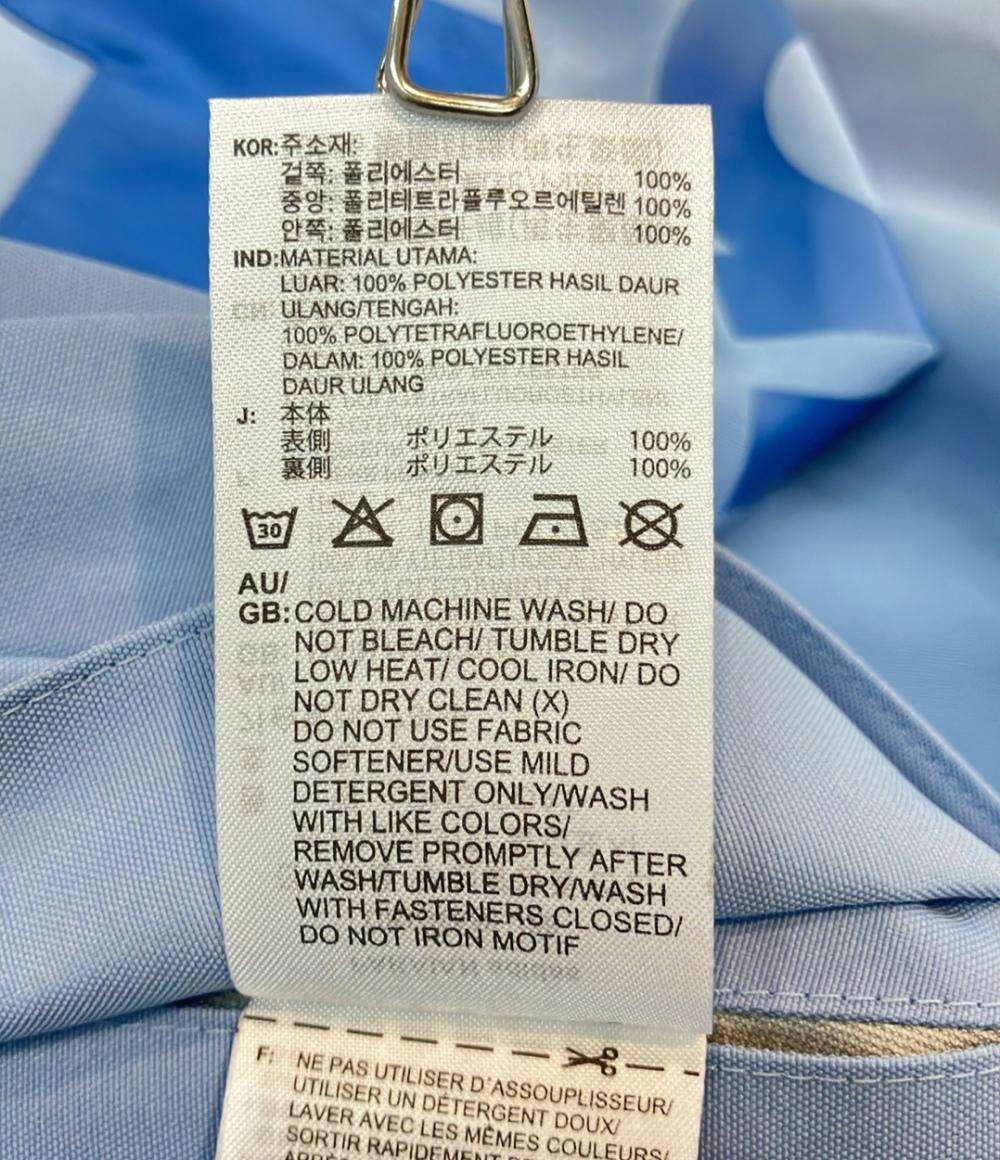 KOR:주소재:
겉쪽: 폴리에스터 100%
중앙: 폴리테트라플루오르에틸렌 100%
안쪽: 폴리에스터 100%
IND:MATERIAL UTAMA:
LUAR: 100% POLYESTER HASIL DAUR
ULANG/TENGAH:
100% POLYTETRAFLUOROETHYLENE/
DALAM: 100% POLYESTER HASIL
DAUR ULANG
J: 本体
表側 ポリエステル 100%
裏側 ポリエステル 100%
30
AU/
GB:COLD MACHINE WASH/ DO
NOT BLEACH/ TUMBLE DRY
LOW HEAT/ COOL IRON/ DO
NOT DRY CLEAN (X)
DO NOT USE FABRIC
SOFTENER/USE MILD
DETERGENT ONLY/WASH
WITH LIKE COLORS/
REMOVE PROMPTLY AFTER
WASH/TUMBLE DRY/WASH
WITH FASTENERS CLOSED/
DO NOT IRON MOTIF
F: NE PAS UTILISER D'ASSOUPLISSEUR/
UTILISER UN DÉTERGENT DOUX/
LAVER AVEC LES MÊMES COULEURS/
SORTIR RAPIDEMENT